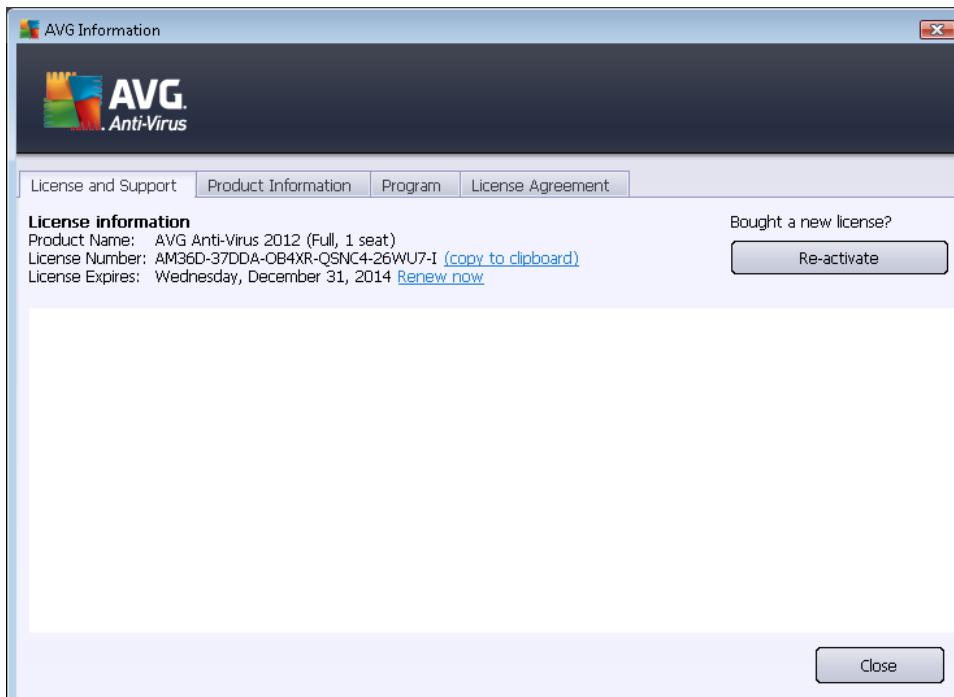 AVG Information
AVG.
Anti-Virus
License and Support
Product Information
Program
License Agreement
License information
Product Name: AVG Anti-Virus 2012 (Full, 1 seat)
License Number: AM36D-37DDA-OB4XR-QSNC4-26WU7-I (copy to clipboard)
License Expires: Wednesday, December 31, 2014 Renew now
Bought a new license?
Re-activate
Close